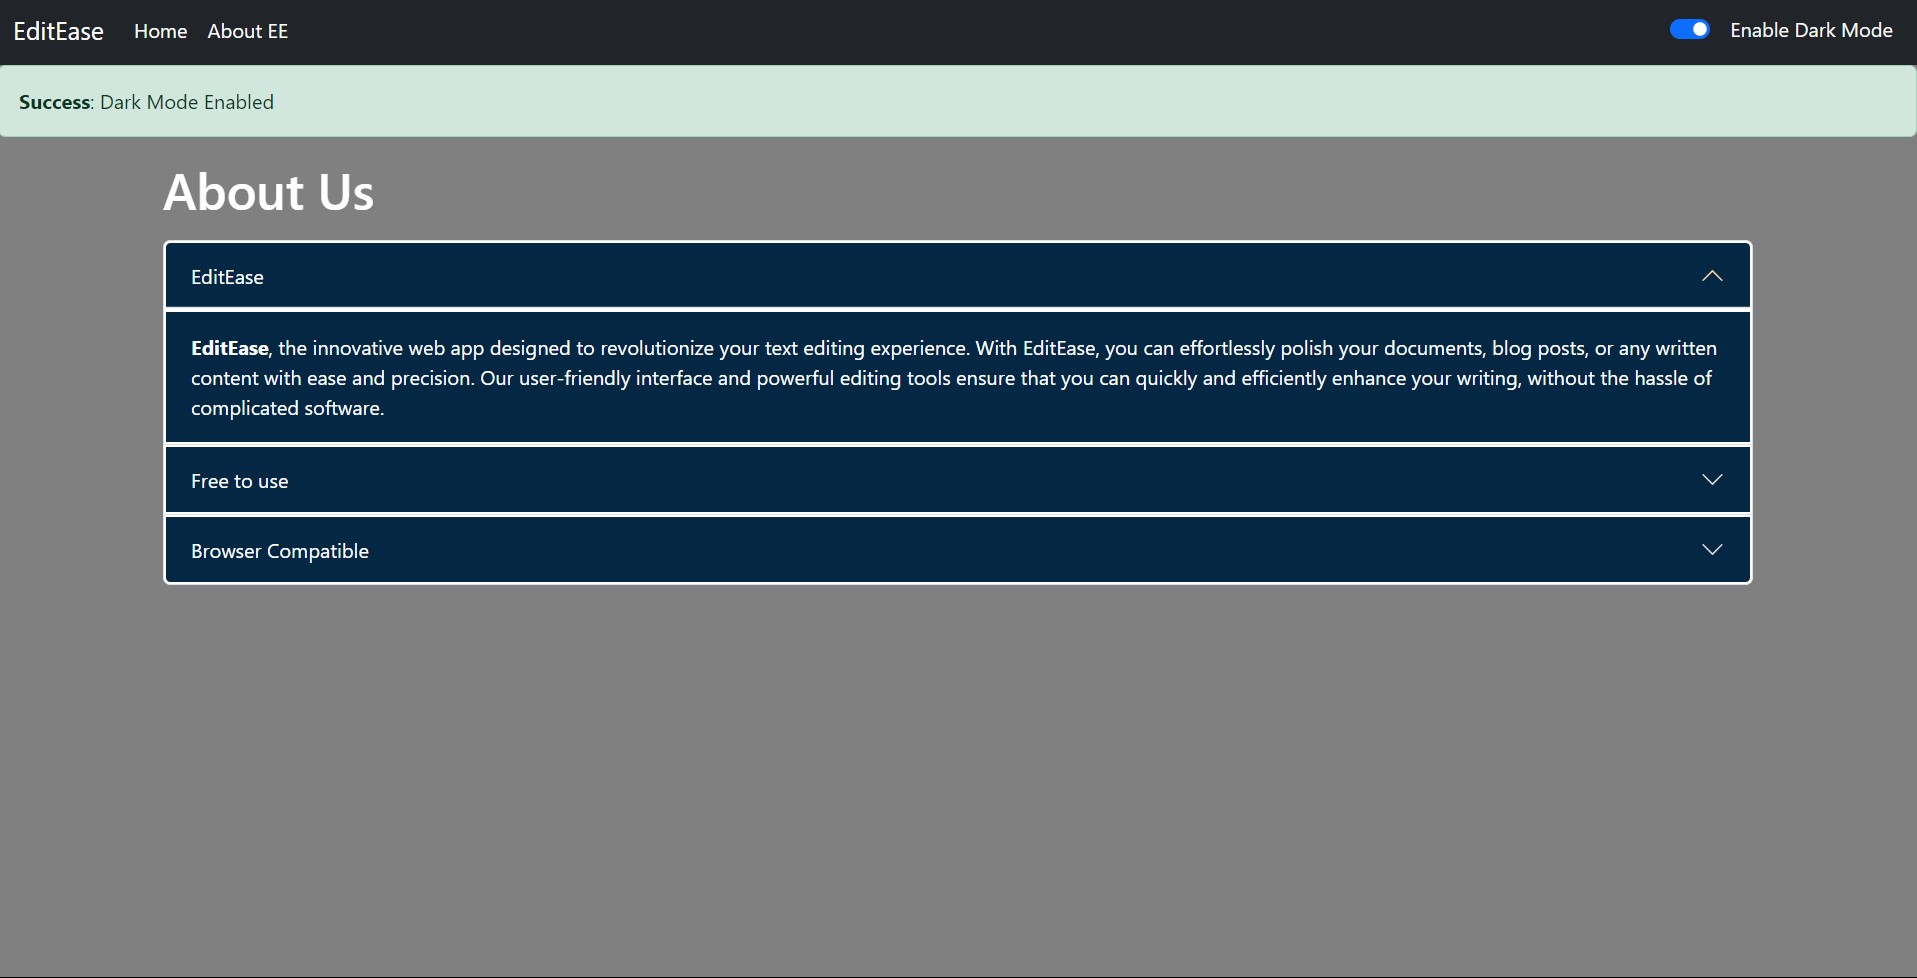 EditEase Home About EE Enable Dark Mode
Success: Dark Mode Enabled
About Us
EditEase
EditEase, the innovative web app designed to revolutionize your text editing experience. With EditEase, you can effortlessly polish your documents, blog posts, or any written
content with ease and precision. Our user-friendly interface and powerful editing tools ensure that you can quickly and efficiently enhance your writing, without the hassle of
complicated software.
Free to use
Browser Compatible